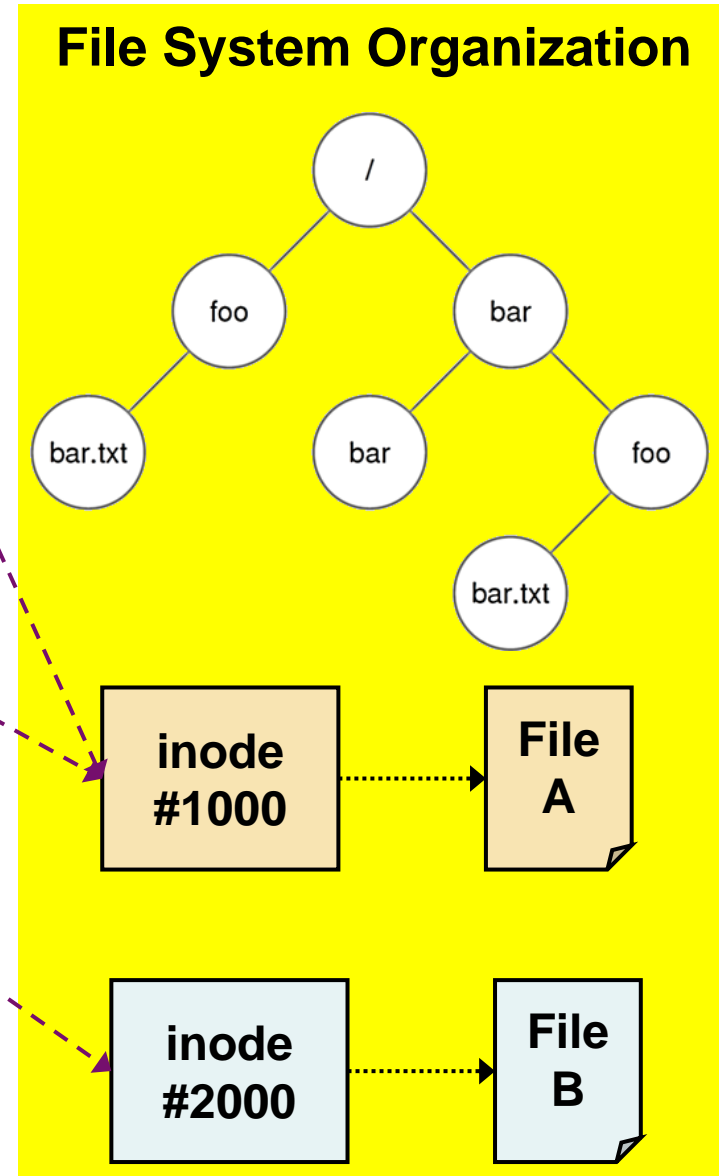 File System Organization
/
foo
bar
bar.txt
bar
foo
bar.txt
inode
#1000
File
A
inode
#2000
File
B